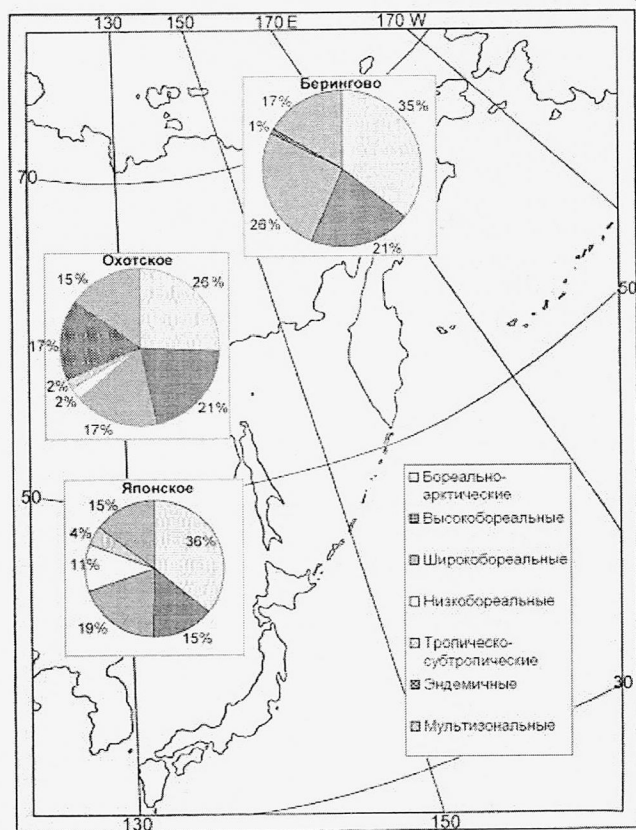 130 150 170 E 170 W
Берингово
17% 35%
1%
26%
21%
70
Охотское
15% 26%
17%
2%
2%
17% 21%
50
50
Японское
15%
4% 36%
11%
19% 15%
Бореально-
арктические
Высокобореальные
Широкобореальные
Низкобореальные
Тропическо-
субтропические
Эндемичные
Мультизональные
30
130 150